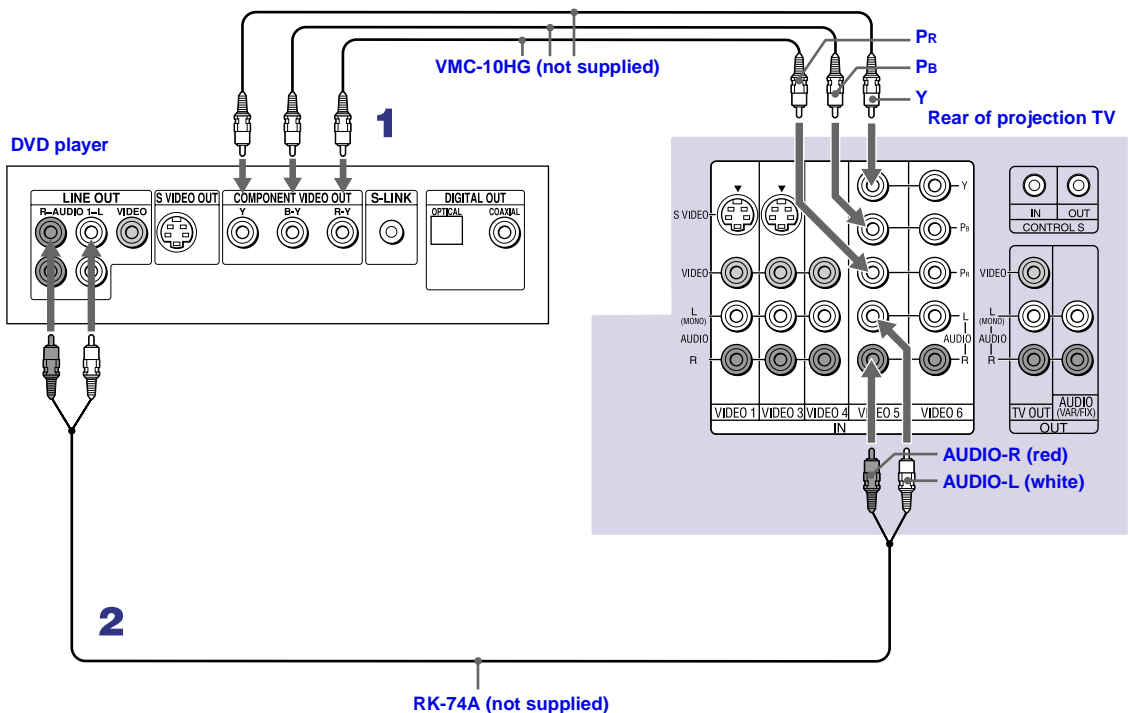 PR
PB
Y
VMC-10HG (not supplied)
1
Rear of projection TV
DVD player
LINE OUT
R–AUDIO 1–L VIDEO
S VIDEO OUT
COMPONENT VIDEO OUT
Y B-Y R-Y
S-LINK
DIGITAL OUT
OPTICAL COAXIAL
S VIDEO
VIDEO
L
(MONO)
AUDIO
R
Y
PB
PR
L
AUDIO
R
VIDEO 1 VIDEO 3 VIDEO 4 VIDEO 5 VIDEO 6
IN
IN OUT
CONTROL S
VIDEO
L
(MONO)
AUDIO
R
TV OUT
AUDIO
(VAR/FIX)
OUT
AUDIO-R (red)
AUDIO-L (white)
2
RK-74A (not supplied)